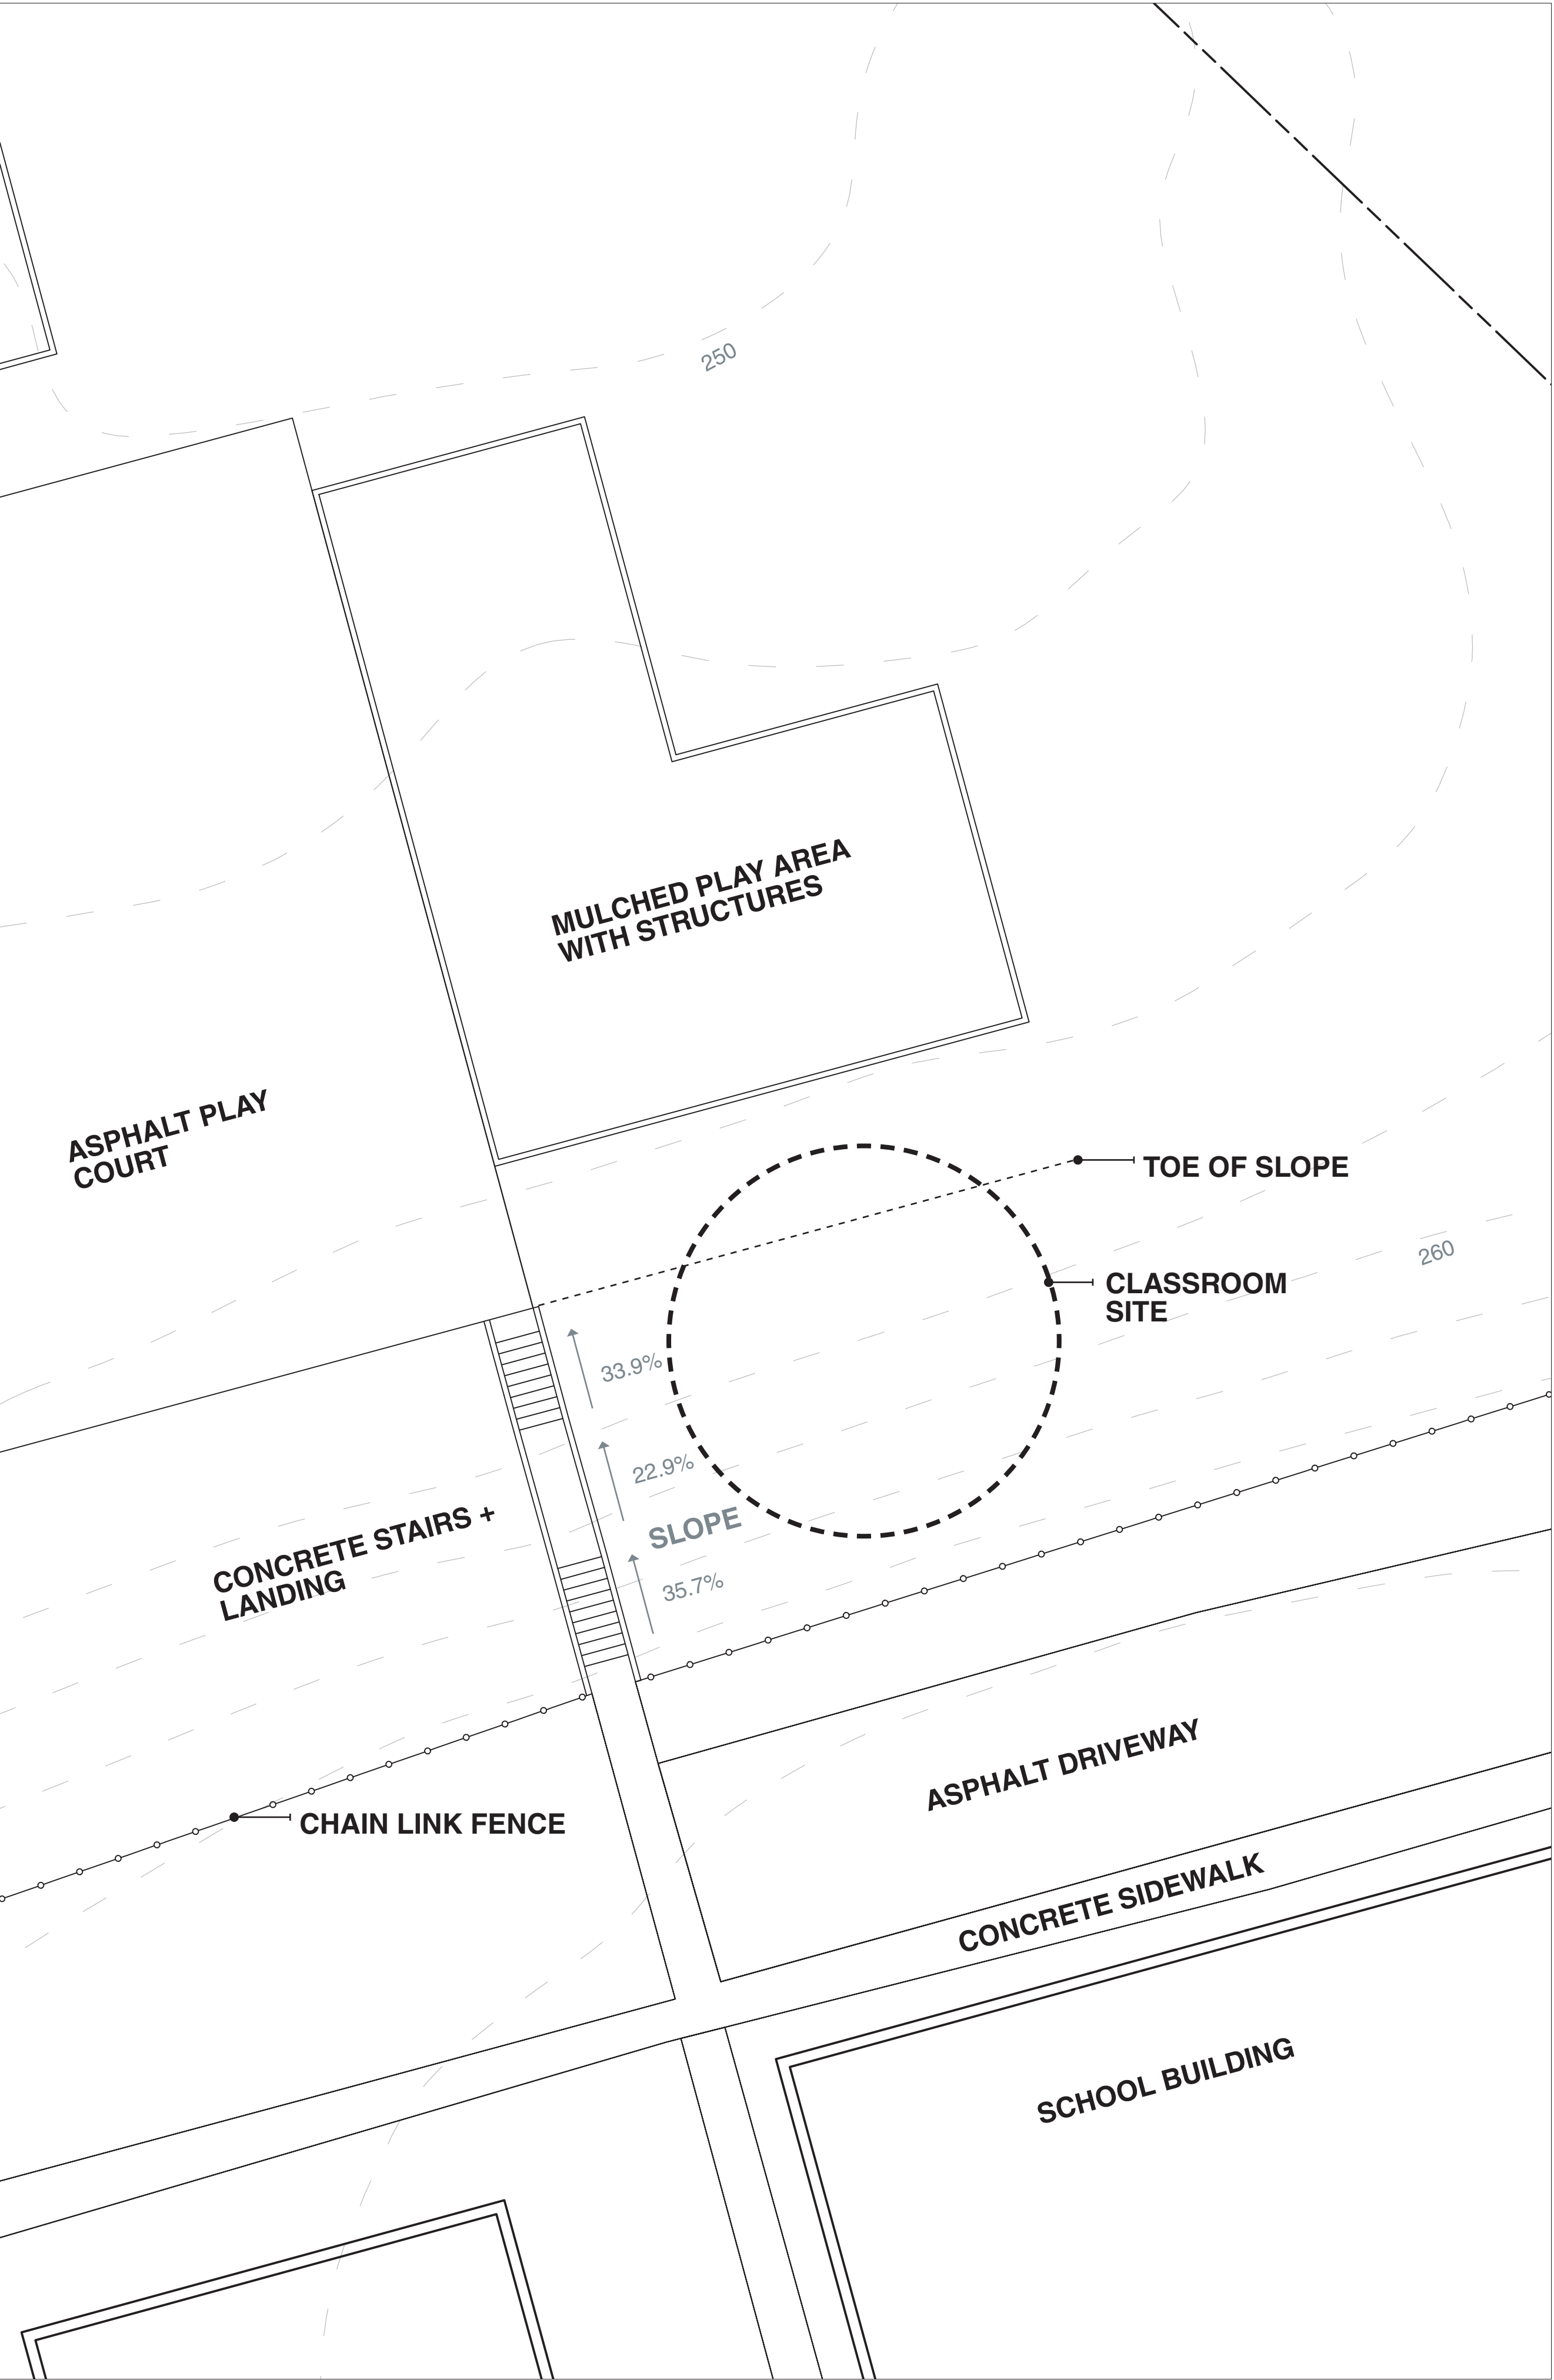 250
MULCHED PLAY AREA
WITH STRUCTURES
ASPHALT PLAY
COURT
TOE OF SLOPE
260
CLASSROOM
SITE
33.9%
22.9%
SLOPE
35.7%
CONCRETE STAIRS +
LANDING
ASPHALT DRIVEWAY
CHAIN LINK FENCE
CONCRETE SIDEWALK
SCHOOL BUILDING